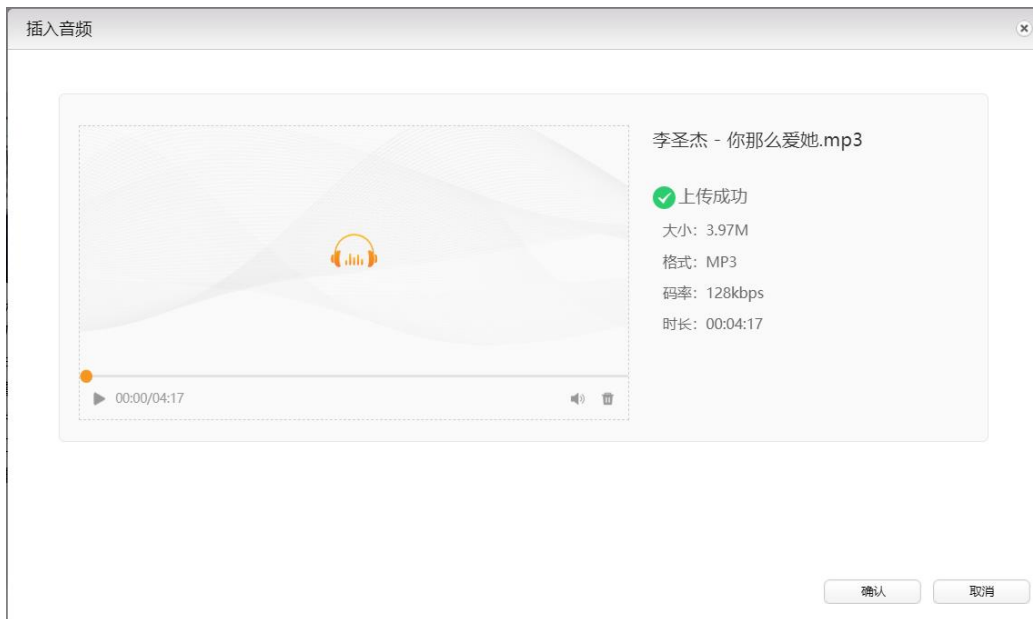 插入音频
李圣杰 - 你那么爱她.mp3
上传成功
大小：3.97M
格式：MP3
码率：128kbps
时长：00:04:17
00:00/04:17
确认
取消